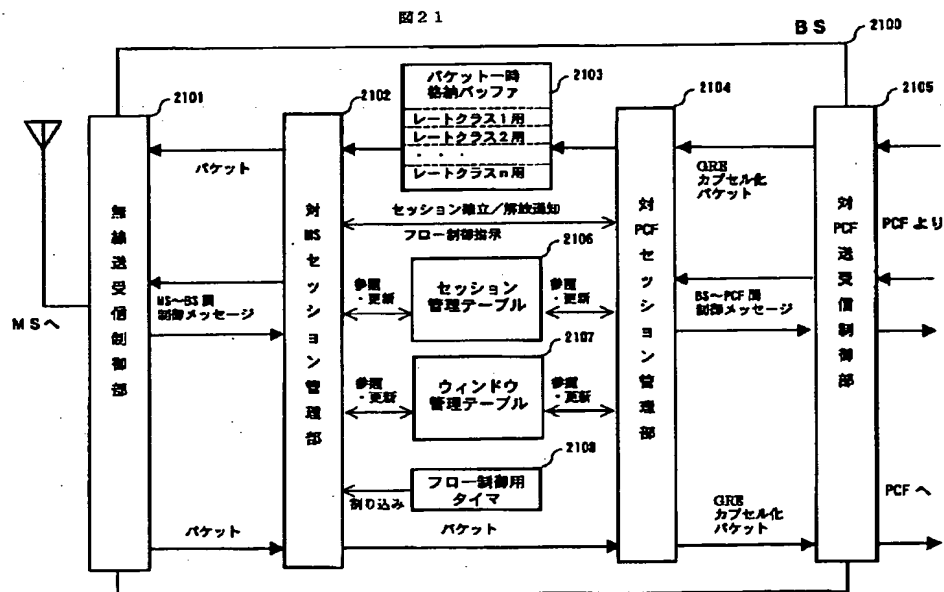 図21
BS
2100
2101
無線送受信制御部
2102
対MSセッション管理部
パケット一時
格納バッファ
レートクラス1用
レートクラス2用
・・・
レートクラスn用
2103
2104
対PCFセッション管理部
2105
対PCF送受信制御部
パケット
GRE
カプセル化
パケット
PCFより
セッション確立/解放通知
フロー制御指示
2106
セッション
管理テーブル
参照
・更新
参照
・更新
MS~BS間
制御メッセージ
BS~PCF間
制御メッセージ
MSへ
2107
ウィンドウ
管理テーブル
参照
・更新
参照
・更新
2108
フロー制御用
タイマ
割り込み
パケット
パケット
GRE
カプセル化
パケット
PCFへ